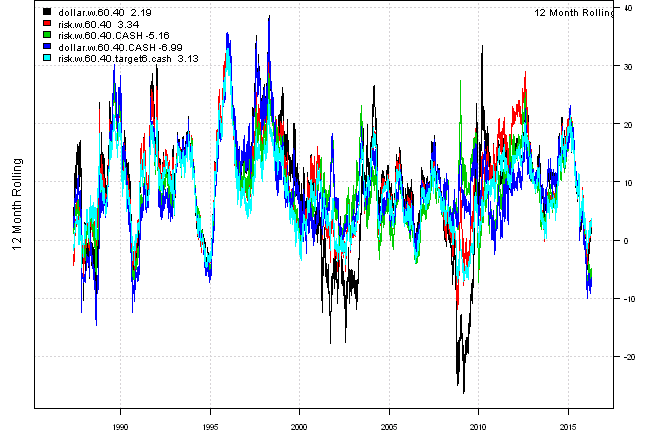 12 Month Rolling
dollar.w.60.40 2.19
risk.w.60.40 3.34
risk.w.60.40.CASH -5.16
dollar.w.60.40.CASH -6.99
risk.w.60.40.target6.cash 3.13
12 Month Rolling
40
30
20
10
0
-10
-20
1990
1995
2000
2005
2010
2015